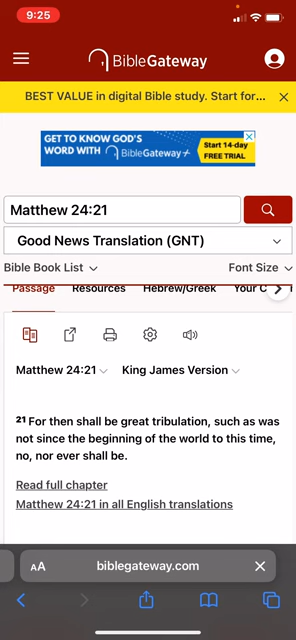 9:25
BibleGateway
BEST VALUE in digital Bible study. Start for...
GET TO KNOW GOD'S
WORD WITH BibleGateway+
Start 14-day
FREE TRIAL
Matthew 24:21
Good News Translation (GNT)
Bible Book List
Font Size
Passage Resources Hebrew/Greek Your C
Matthew 24:21 King James Version
21 For then shall be great tribulation, such as was
not since the beginning of the world to this time,
no, nor ever shall be.
Read full chapter
Matthew 24:21 in all English translations
AA biblegateway.com